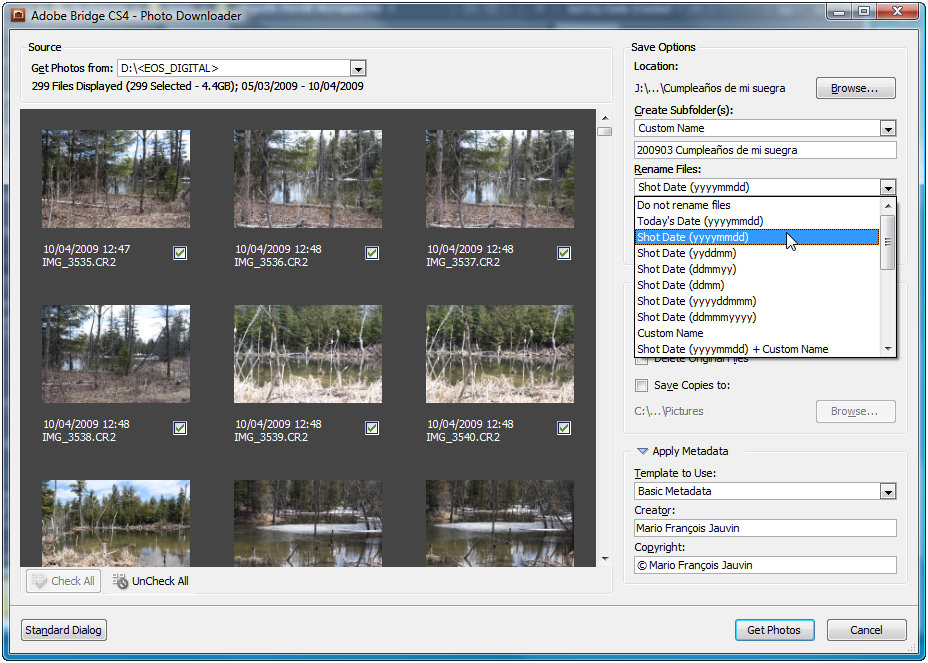 Adobe Bridge CS4 - Photo Downloader
Source
Get Photos from: D:\<EOS_DIGITAL>
299 Files Displayed (299 Selected - 4.4GB); 05/03/2009 - 10/04/2009
10/04/2009 12:47
IMG_3535.CR2
10/04/2009 12:48
IMG_3536.CR2
10/04/2009 12:48
IMG_3537.CR2
10/04/2009 12:48
IMG_3538.CR2
10/04/2009 12:48
IMG_3539.CR2
10/04/2009 12:48
IMG_3540.CR2
Check All
UnCheck All
Standard Dialog
Save Options
Location:
J:\...\Cumpleaños de mi suegra
Browse...
Create Subfolder(s):
Custom Name
200903 Cumpleaños de mi suegra
Rename Files:
Shot Date (yyyymmdd)
Do not rename files
Today's Date (yyyymmdd)
Shot Date (yyyymmdd)
Shot Date (yyddmm)
Shot Date (ddmmyy)
Shot Date (ddmm)
Shot Date (yyyyddmmm)
Shot Date (ddmmmyyyy)
Custom Name
Shot Date (yyyymmdd) + Custom Name
Delete Original Files
Save Copies to:
C:\...\Pictures
Browse...
Apply Metadata
Template to Use:
Basic Metadata
Creator:
Mario François Jauvin
Copyright:
© Mario François Jauvin
Get Photos
Cancel